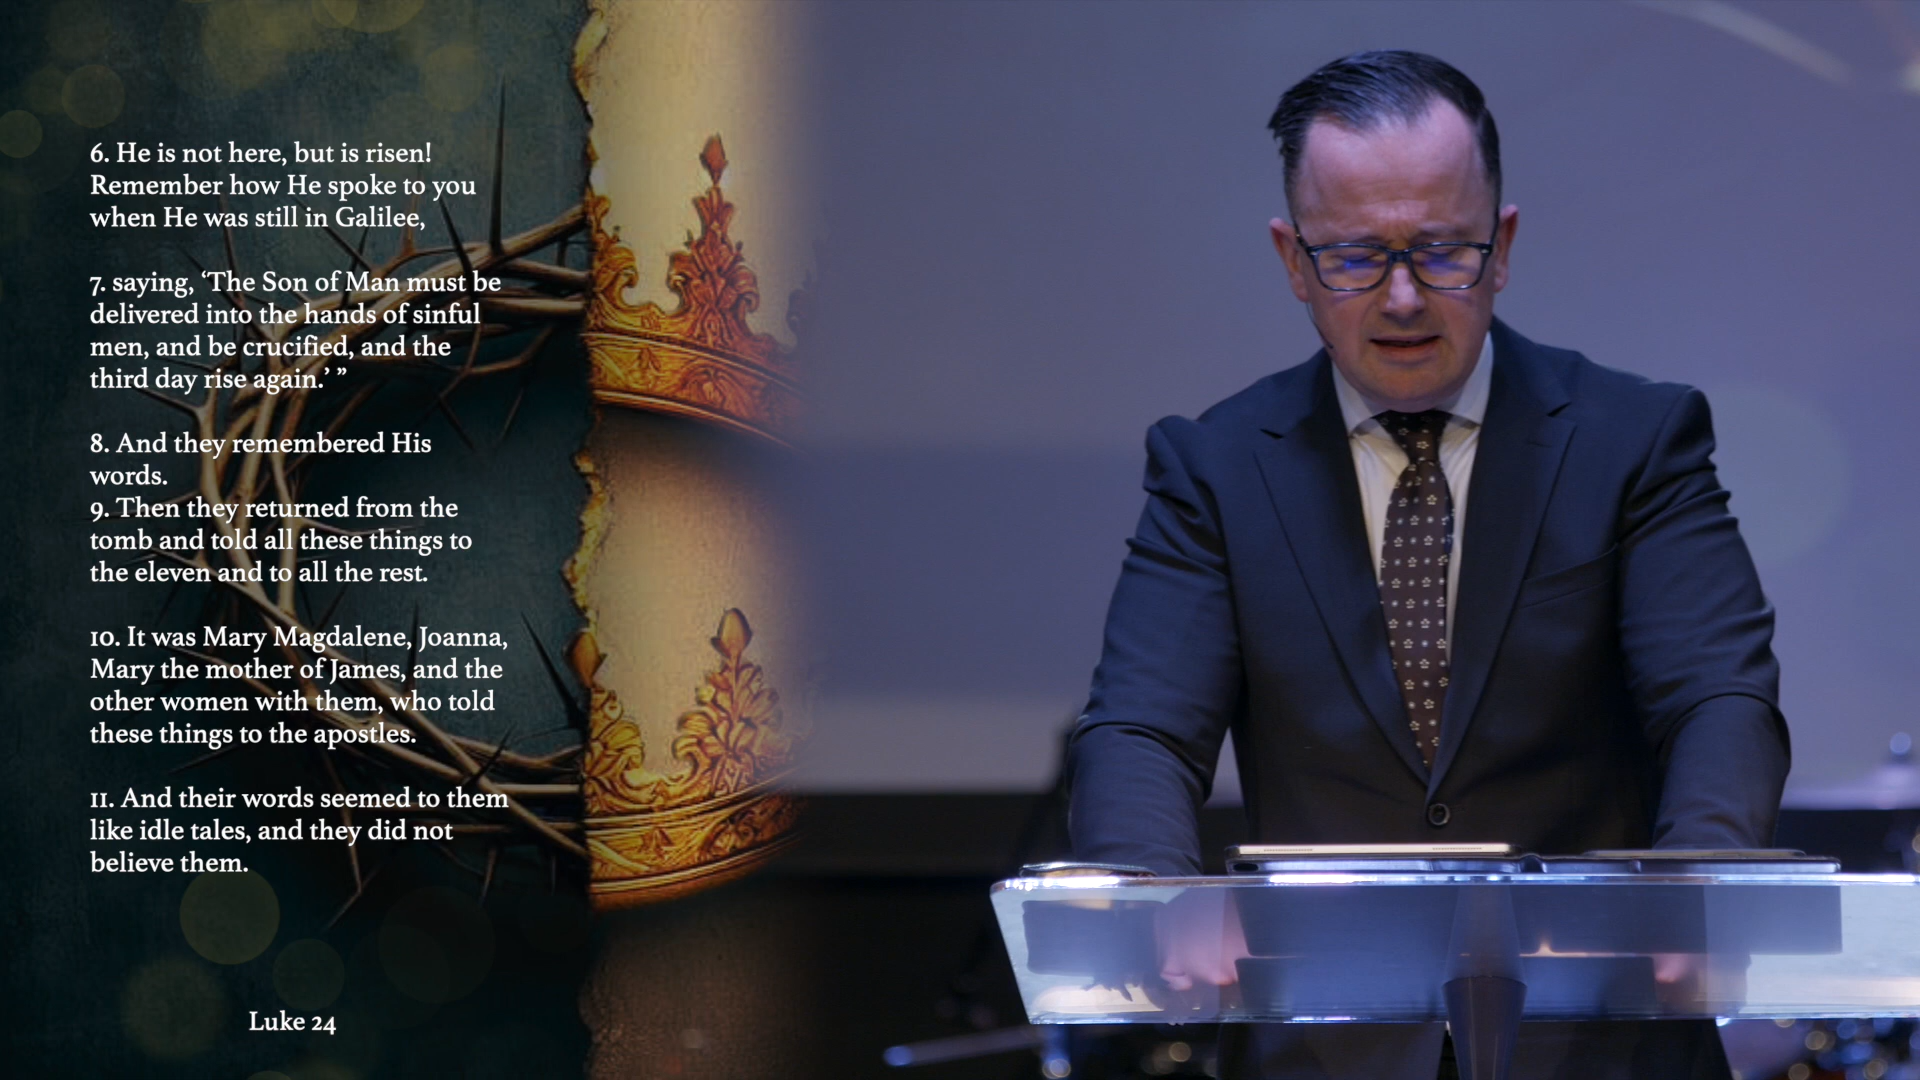 6. He is not here, but is risen!
Remember how He spoke to you
when He was still in Galilee,
7. saying, ‘The Son of Man must be
delivered into the hands of sinful
men, and be crucified, and the
third day rise again.’ ”
8. And they remembered His
words.
9. Then they returned from the
tomb and told all these things to
the eleven and to all the rest.
10. It was Mary Magdalene, Joanna,
Mary the mother of James, and the
other women with them, who told
these things to the apostles.
11. And their words seemed to them
like idle tales, and they did not
believe them.
Luke 24